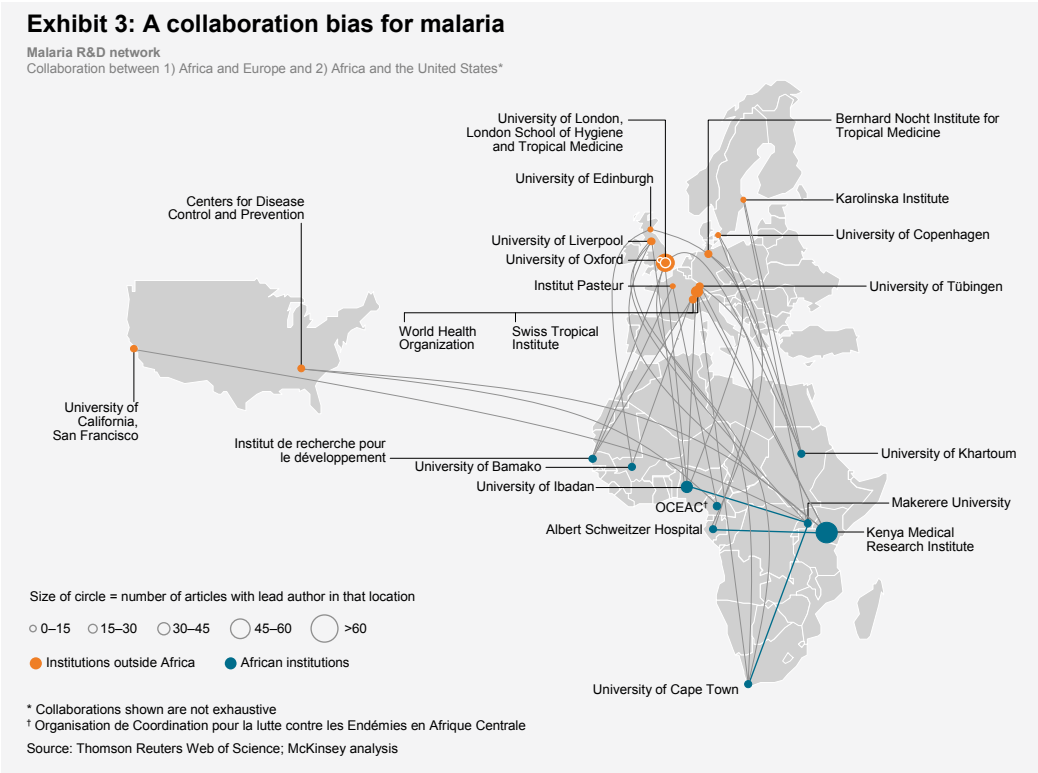 Exhibit 3: A collaboration bias for malaria
Malaria R&D network
Collaboration between 1) Africa and Europe and 2) Africa and the United States*
University of London,
London School of Hygiene
and Tropical Medicine
Bernhard Nocht Institute for
Tropical Medicine
University of Edinburgh
Centers for Disease
Control and Prevention
Karolinska Institute
University of Liverpool
University of Copenhagen
University of Oxford
Institut Pasteur
University of Tübingen
World Health
Organization
Swiss Tropical
Institute
University of
California,
San Francisco
Institut de recherche pour
le développement
University of Bamako
University of Khartoum
University of Ibadan
OCEAC†
Makerere University
Albert Schweitzer Hospital
Kenya Medical
Research Institute
Size of circle = number of articles with lead author in that location
0–15 15–30 30–45 45–60 >60
Institutions outside Africa African institutions
University of Cape Town
* Collaborations shown are not exhaustive
† Organisation de Coordination pour la lutte contre les Endémies en Afrique Centrale
Source: Thomson Reuters Web of Science; McKinsey analysis